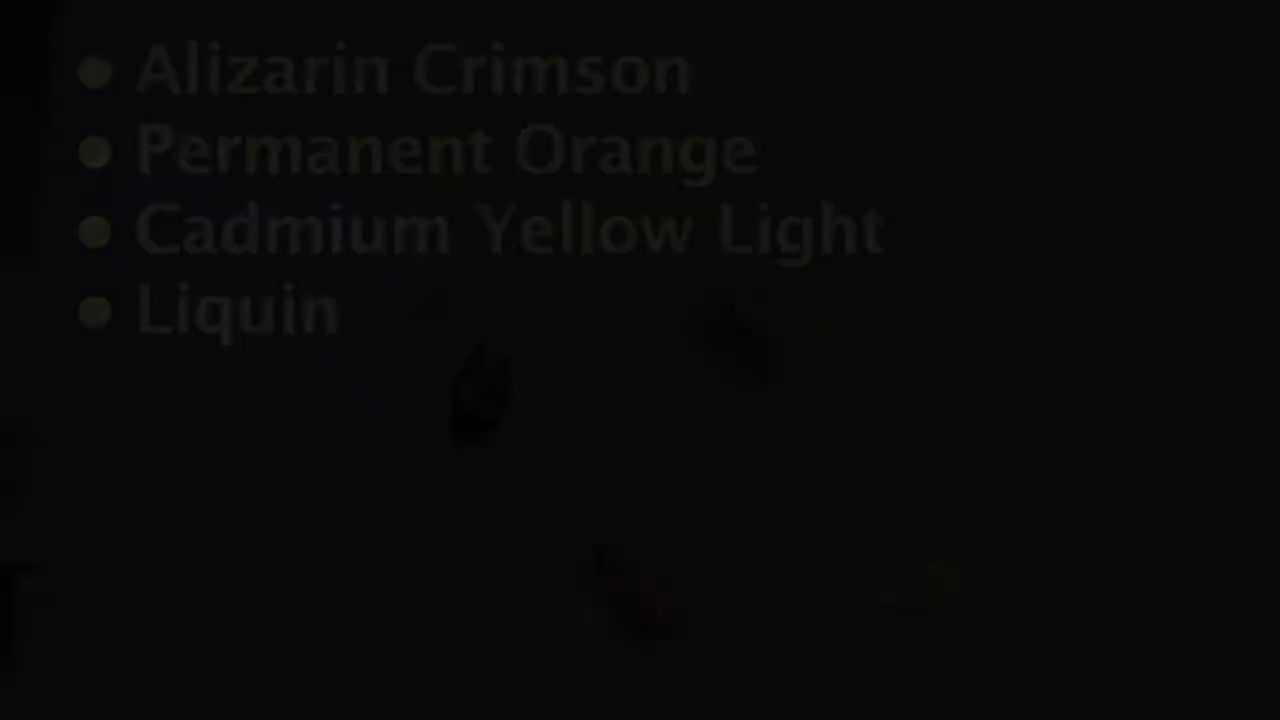 • Alizarin Crimson
• Permanent Orange
• Cadmium Yellow Light
• Liquin